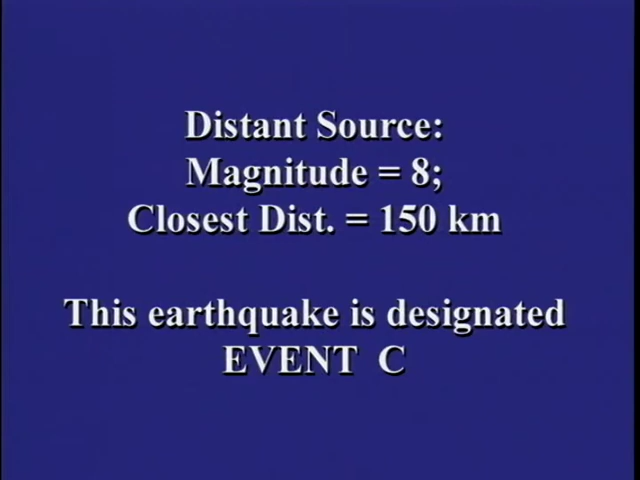 Distant Source:
Magnitude = 8;
Closest Dist. = 150 km
This earthquake is designated
EVENT C